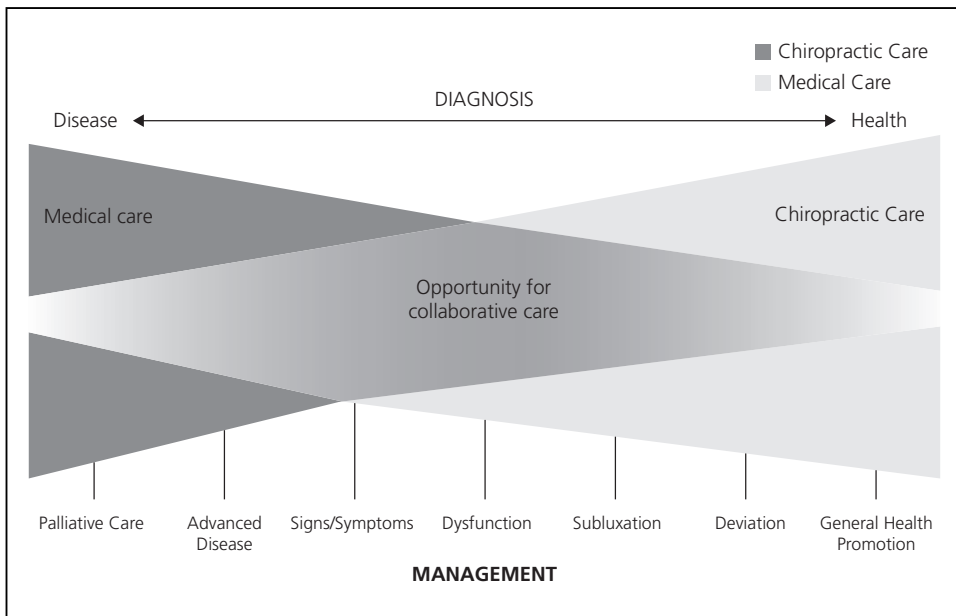 Chiropractic Care
Medical Care
DIAGNOSIS
Disease
Health
Medical care
Chiropractic Care
Opportunity for
collaborative care
Palliative Care
Advanced
Disease
Signs/Symptoms
Dysfunction
Subluxation
Deviation
General Health
Promotion
MANAGEMENT